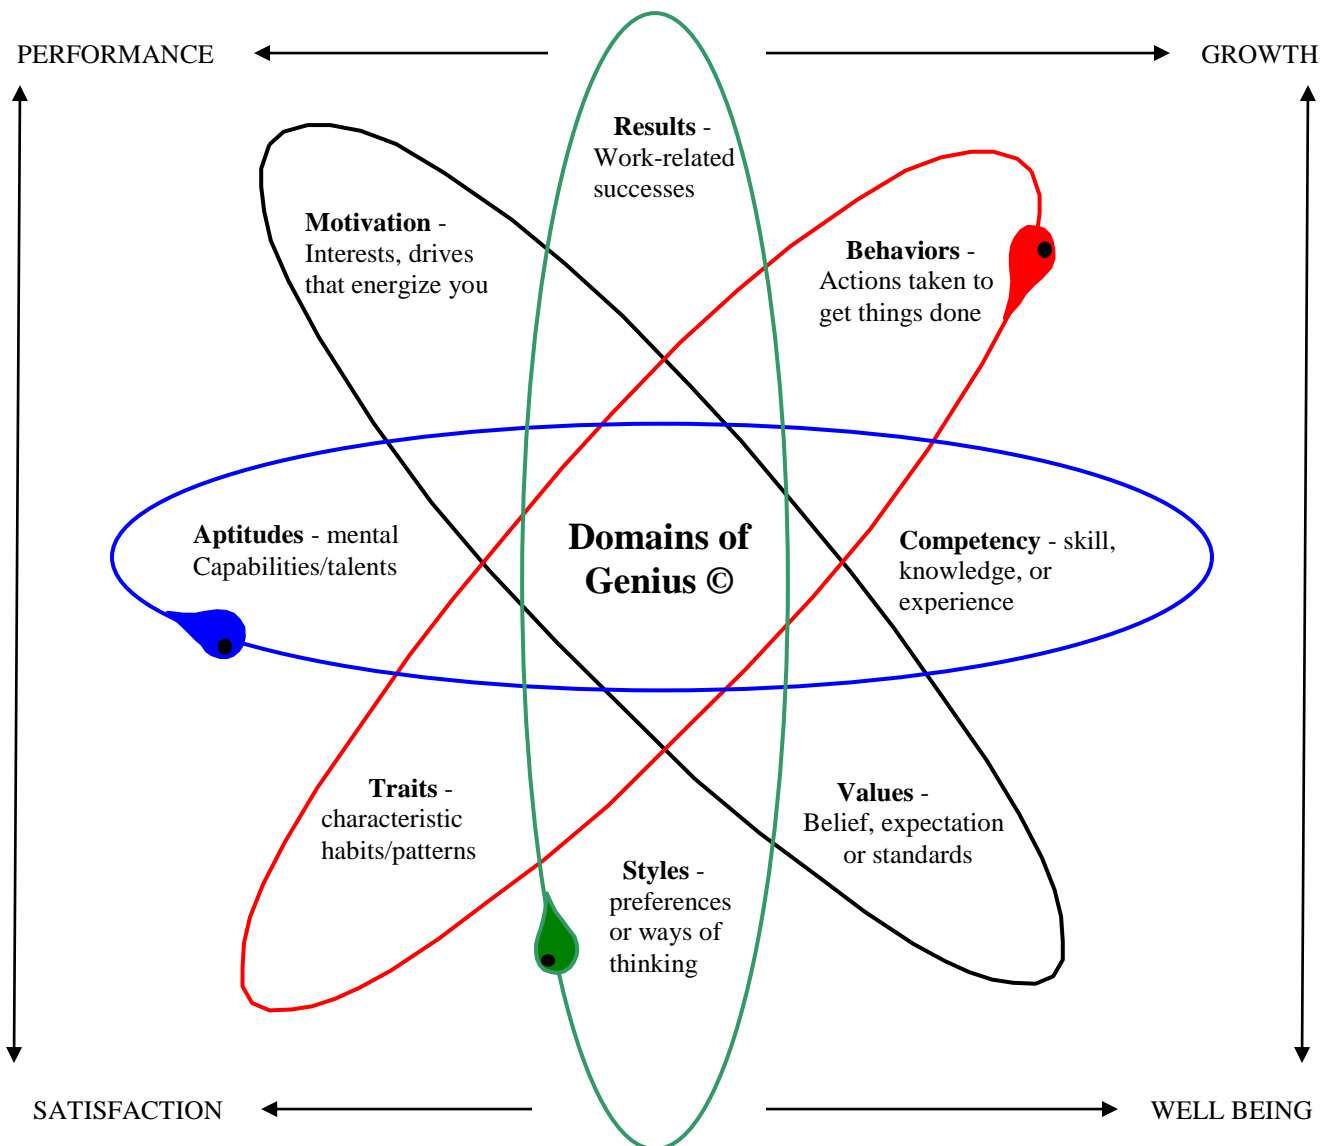 PERFORMANCE
GROWTH
Results -
Work-related
successes
Motivation -
Interests, drives
that energize you
Behaviors -
Actions taken to
get things done
Aptitudes - mental
Capabilities/talents
Domains of
Genius ©
Competency - skill,
knowledge, or
experience
Traits -
characteristic
habits/patterns
Styles -
preferences
or ways of
thinking
Values -
Belief, expectation
or standards
SATISFACTION
WELL BEING